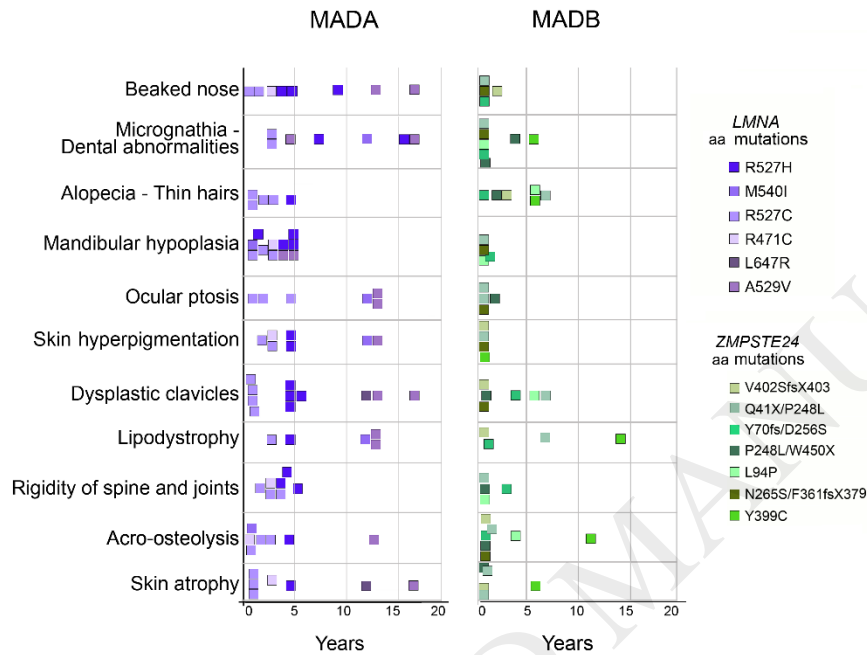 MADA
MADB
Beaked nose
Micrognathia -
Dental abnormalities
Alopecia - Thin hairs
Mandibular hypoplasia
Ocular ptosis
Skin hyperpigmentation
Dysplastic clavicles
Lipodystrophy
Rigidity of spine and joints
Acro-osteolysis
Skin atrophy
0 5 10 15 20
0 5 10 15 20
Years
Years
LMNA
aa mutations
R527H
M540I
R527C
R471C
L647R
A529V
ZMPSTE24
aa mutations
V402SfsX403
Q41X/P248L
Y70fs/D256S
P248L/W450X
L94P
N265S/F361fsX379
Y399C
D MANU